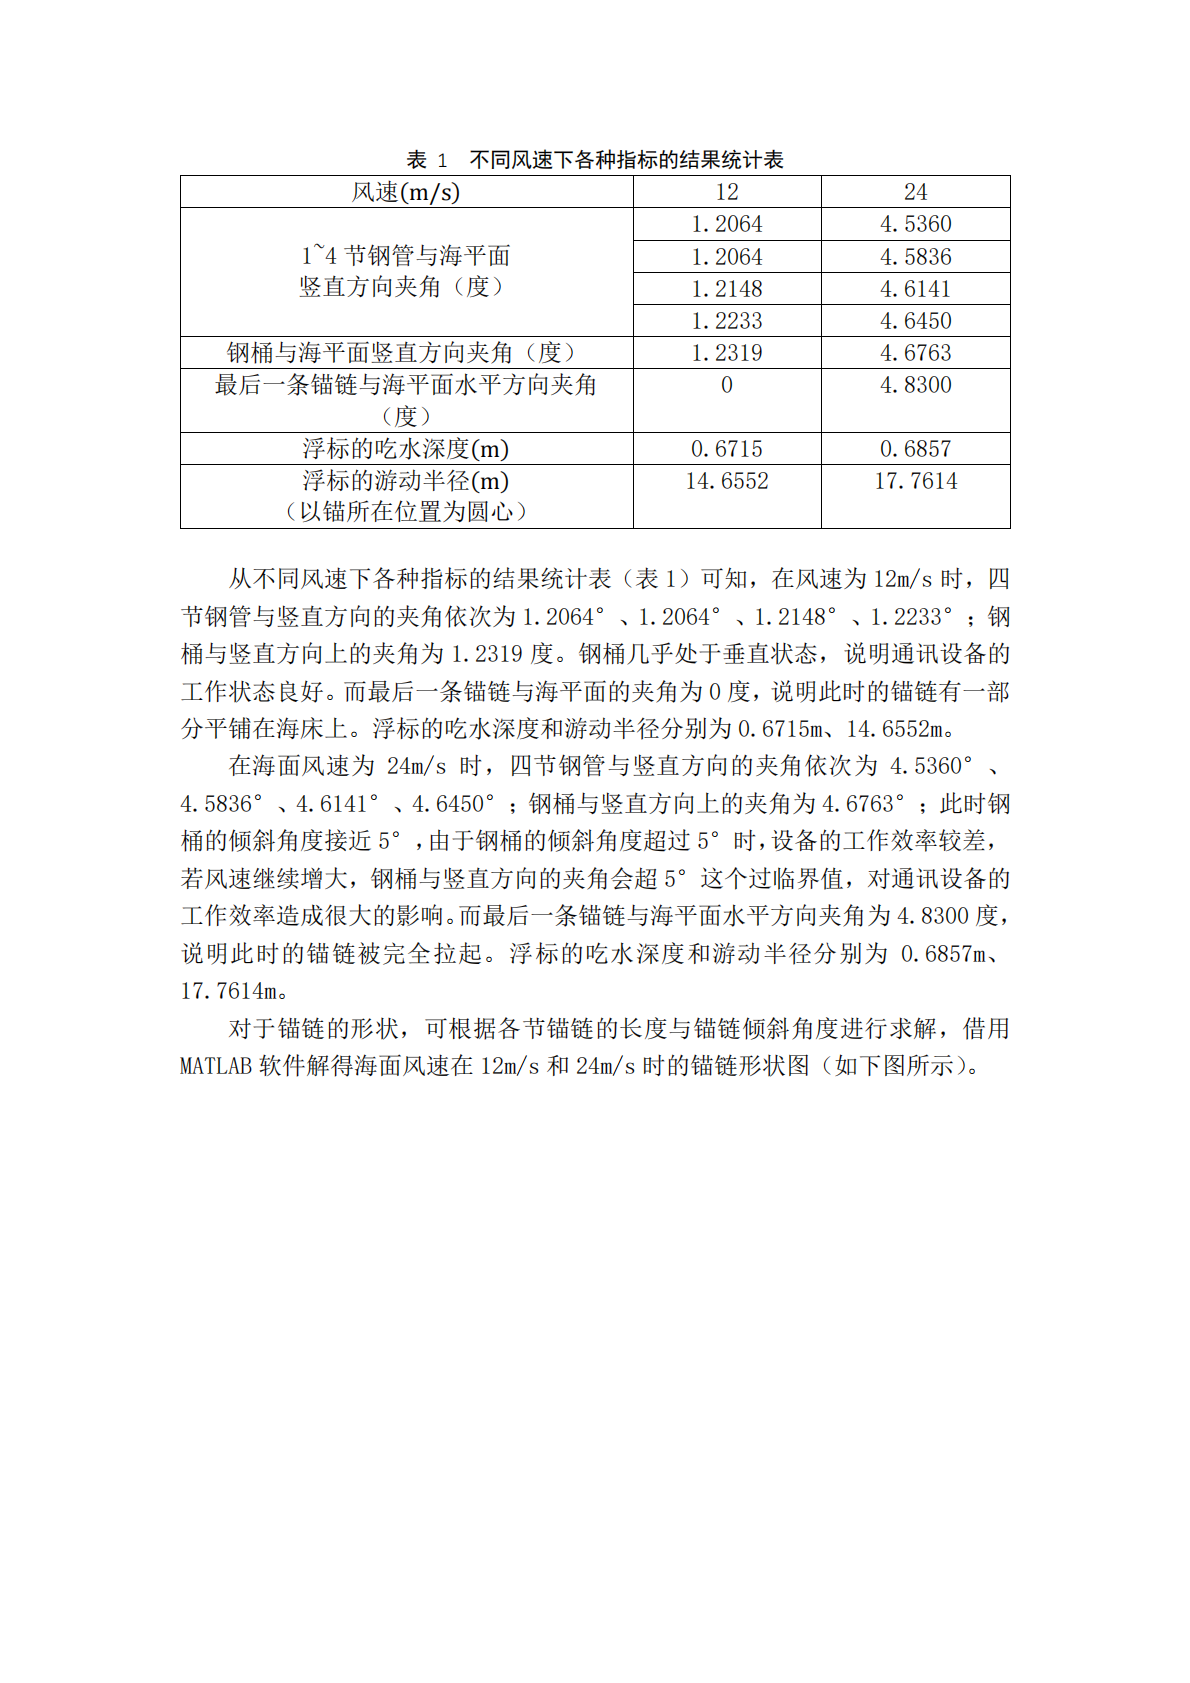 表 1 不同风速下各种指标的结果统计表
风速(m/s) 12 24
1~4 节钢管与海平面
竖直方向夹角（度）
1.2064 4.5360
1.2064 4.5836
1.2148 4.6141
1.2233 4.6450
钢桶与海平面竖直方向夹角（度） 1.2319 4.6763
最后一条锚链与海平面水平方向夹角 0 4.8300
（度）
浮标的吃水深度(m) 0.6715 0.6857
浮标的游动半径(m) 14.6552 17.7614
（以锚所在位置为圆心）
从不同风速下各种指标的结果统计表（表 1）可知，在风速为 12m/s 时，四
节钢管与竖直方向的夹角依次为 1.2064°、1.2064°、1.2148°、1.2233°；钢
桶与竖直方向上的夹角为 1.2319 度。钢桶几乎处于垂直状态，说明通讯设备的
工作状态良好。而最后一条锚链与海平面的夹角为 0 度，说明此时的锚链有一部
分平铺在海床上。浮标的吃水深度和游动半径分别为 0.6715m、14.6552m。
在海面风速为 24m/s 时，四节钢管与竖直方向的夹角依次为 4.5360°、
4.5836°、4.6141°、4.6450°；钢桶与竖直方向上的夹角为 4.6763°；此时钢
桶的倾斜角度接近 5°，由于钢桶的倾斜角度超过 5°时，设备的工作效率较差，
若风速继续增大，钢桶与竖直方向的夹角会超 5°这个过临界值，对通讯设备的
工作效率造成很大的影响。而最后一条锚链与海平面水平方向夹角为 4.8300 度，
说明此时的锚链被完全拉起。浮标的吃水深度和游动半径分别为 0.6857m、
17.7614m。
对于锚链的形状，可根据各节锚链的长度与锚链倾斜角度进行求解，借用
MATLAB 软件解得海面风速在 12m/s 和 24m/s 时的锚链形状图（如下图所示）。